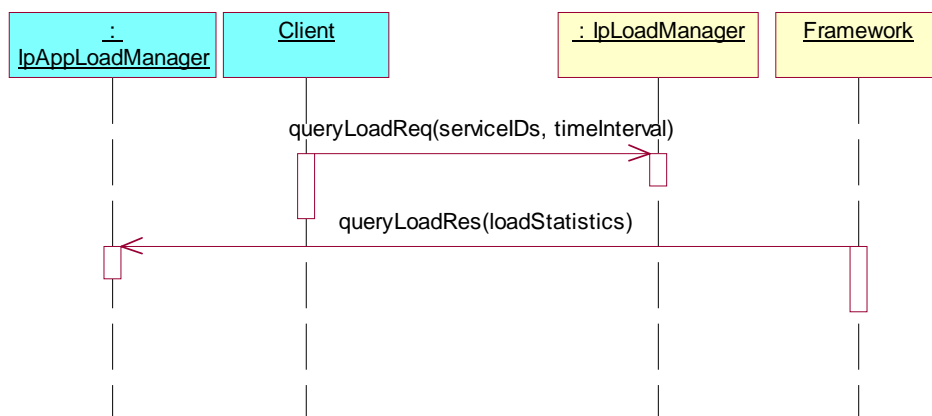 :
IpAppLoadManager
Client
: IpLoadManager
Framework
queryLoadReq(serviceIDs, timeInterval)
queryLoadRes(loadStatistics)